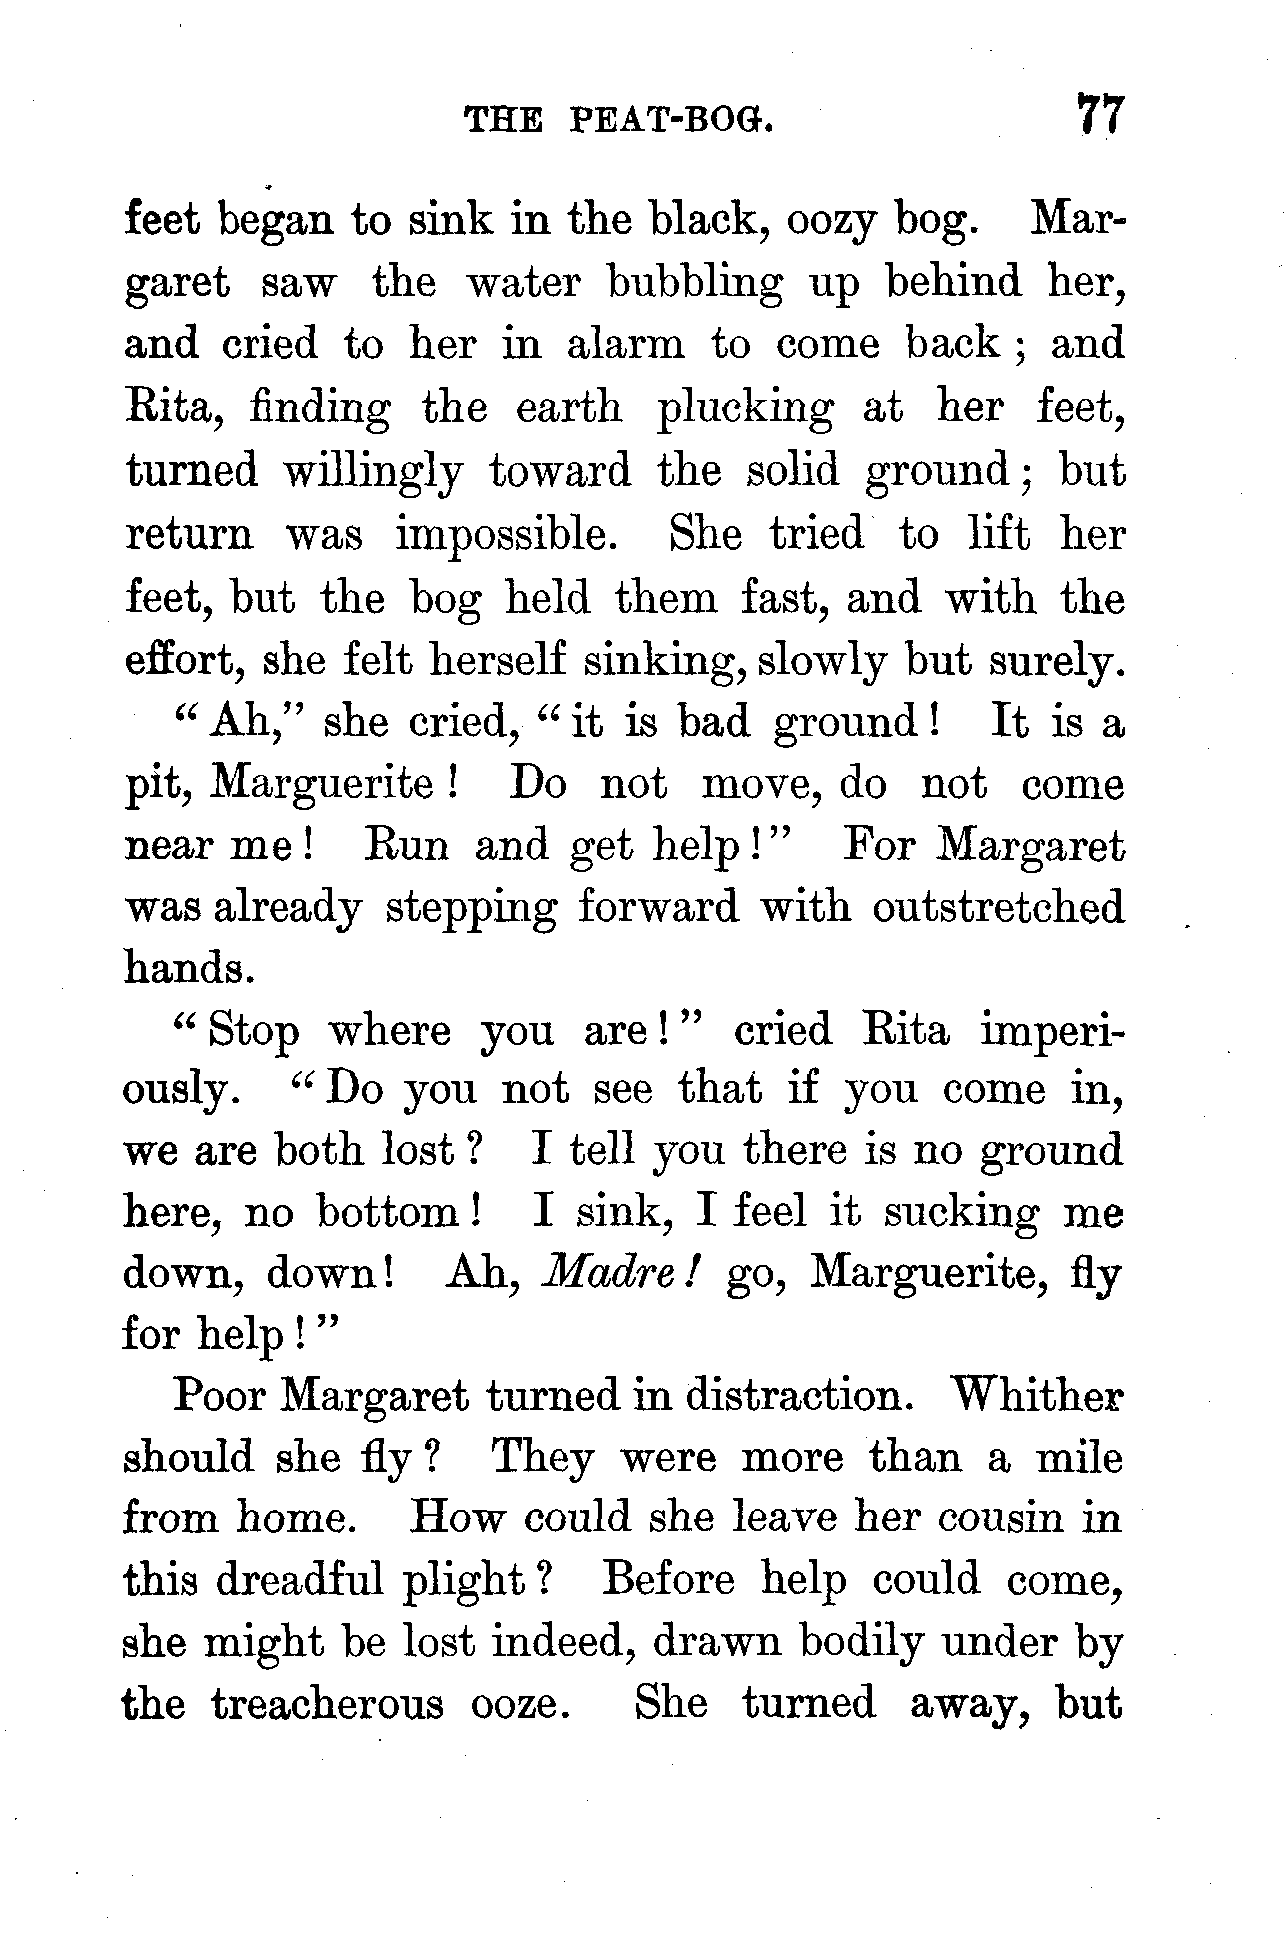 THE PEAT-BOG. 77
feet began to sink in the black, oozy bog. Mar-
garet saw the water bubbling up behind her,
and cried to her in alarm to come back ; and
Rita, finding the earth plucking at her feet,
turned willingly toward the solid ground ; but
return was impossible. She tried to lift her
feet, but the bog held them fast, and with the
effort, she felt herself sinking, slowly but surely.
“ Ah,” she cried, “ it is bad ground ! It is a
pit, Marguerite ! Do not move, do not come
near me ! Run and get help ! ” For Margaret
was already stepping forward with outstretched
hands.
“ Stop where you are ! ” cried Rita imperi-
ously. “ Do you not see that if you come in,
we are both lost ? I tell you there is no ground
here, no bottom ! I sink, I feel it sucking me
down, down ! Ah, Madre ! go, Marguerite, fly
for help ! ”
Poor Margaret turned in distraction. Whither
should she fly ? They were more than a mile
from home. How could she leave her cousin in
this dreadful plight ? Before help could come,
she might be lost indeed, drawn bodily under by
the treacherous ooze. She turned away, but